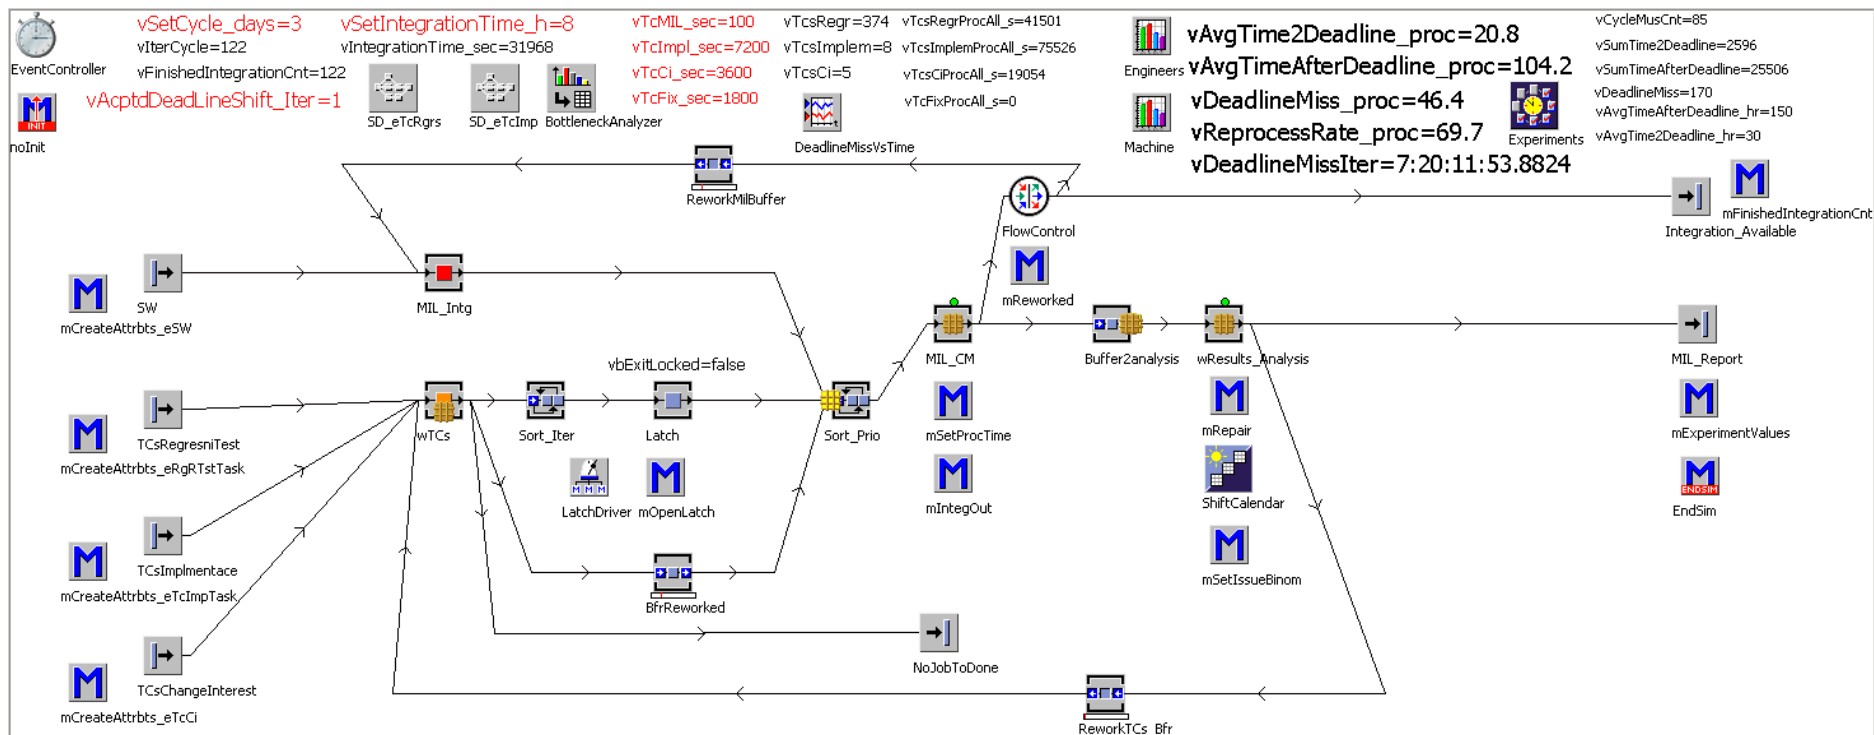 vSetCycle_days=3
vSetIntegrationTime_h=8
vTcMIL_sec=100
vTcsRegr=374
vTcsRegrProcAll_s=41501
vCycleMusCnt=85
vIterCycle=122
vIntegrationTime_sec=31968
vTcImpl_sec=7200
vTcsImplem=8
vTcsImplemProcAll_s=75526
vAvgTime2Deadline_proc=20.8
vSumTime2Deadline=2596
EventController
vFinishedIntegrationCnt=122
vTcCi_sec=3600
vTcsCi=5
vTcsCiProcAll_s=19054
Engineers
vAvgTimeAfterDeadline_proc=104.2
vSumTimeAfterDeadline=25506
vAcptdDeadLineShift_Iter=1
vTcFix_sec=1800
vTcFixProcAll_s=0
vDeadlineMiss_proc=46.4
vDeadlineMiss=170
vAvgTimeAfterDeadline_hr=150
INIT
SD_eTcRgrs
SD_eTcImp
BottleneckAnalyzer
vReprocessRate_proc=69.7
Experiments
vAvgTime2Deadline_hr=30
noInit
DeadlineMissVsTime
Machine
vDeadlineMissIter=7:20:11:53.8824
ReworkMilBuffer
FlowControl
mFinishedIntegrationCnt
Integration_Available
SW
mCreateAttrbts_eSW
MIL_Intg
mReworked
vbExitLocked=false
MIL_CM
Buffer2analysis
wResults_Analysis
MIL_Report
TCsRegresniTest
wTCs
Sort_Iter
Latch
Sort_Prio
mSetProcTime
mRepair
mExperimentValues
mCreateAttrbts_eRgRTstTask
LatchDriver
mOpenLatch
mIntegOut
ShiftCalendar
ENDSIM
EndSim
TCsImplmentace
mCreateAttrbts_eTcImpTask
BfrReworked
mSetIssueBinom
NoJobToDone
TCsChangeInterest
mCreateAttrbts_eTcCi
ReworkTCs_Bfr